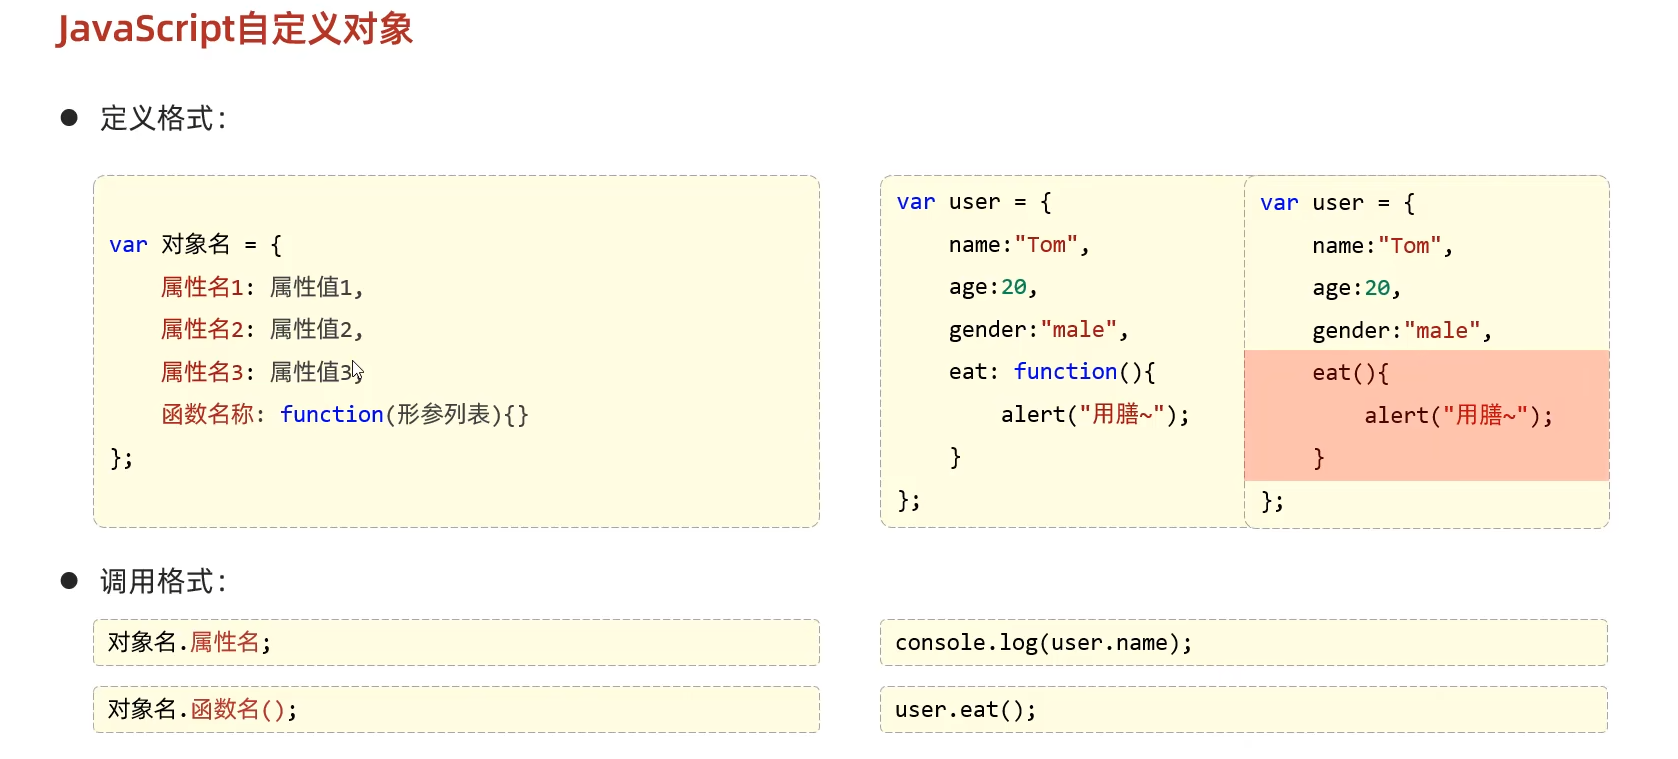 JavaScript自定义对象
● 定义格式：
var 对象名 = {
    属性名1: 属性值1,
    属性名2: 属性值2,
    属性名3: 属性值3,
    函数名称: function(形参列表){}
};
var user = {
    name:"Tom",
    age:20,
    gender:"male",
    eat: function(){
        alert("用膳~");
    }
};
var user = {
    name:"Tom",
    age:20,
    gender:"male",
    eat(){
        alert("用膳~");
    }
};
● 调用格式：
对象名.属性名;
console.log(user.name);
对象名.函数名();
user.eat();